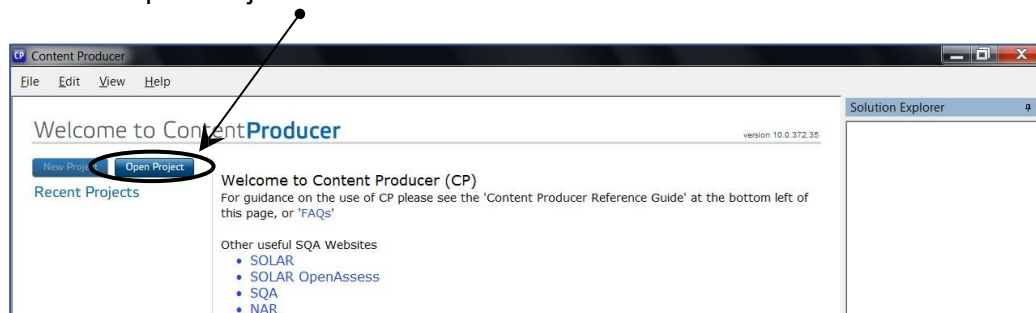 CP Content Producer
File Edit View Help
Solution Explorer
Welcome to ContentProducer
version 10.0.372.35
New Project Open Project
Recent Projects
Welcome to Content Producer (CP)
For guidance on the use of CP please see the 'Content Producer Reference Guide' at the bottom left of
this page, or 'FAQs'
Other useful SQA Websites
• SOLAR
• SOLAR OpenAssess
• SQA
• NAR